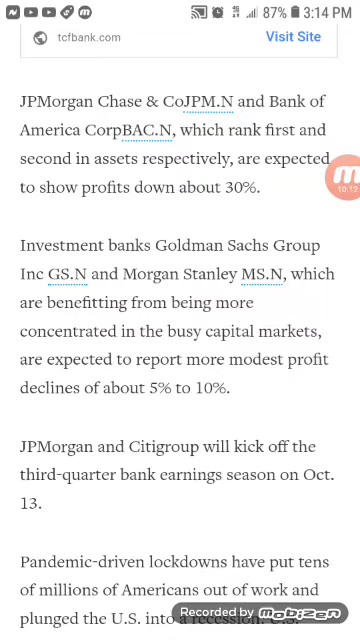 87% 3:14 PM
tcfbank.com Visit Site
JPMorgan Chase & CoJPM.N and Bank of
America CorpBAC.N, which rank first and
second in assets respectively, are expected
to show profits down about 30%.
10:12
Investment banks Goldman Sachs Group
Inc GS.N and Morgan Stanley MS.N, which
are benefitting from being more
concentrated in the busy capital markets,
are expected to report more modest profit
declines of about 5% to 10%.
JPMorgan and Citigroup will kick off the
third-quarter bank earnings season on Oct.
13.
Pandemic-driven lockdowns have put tens
of millions of Americans out of work and
plunged the U.S. into a recession. U.S.
Recorded by mobizen